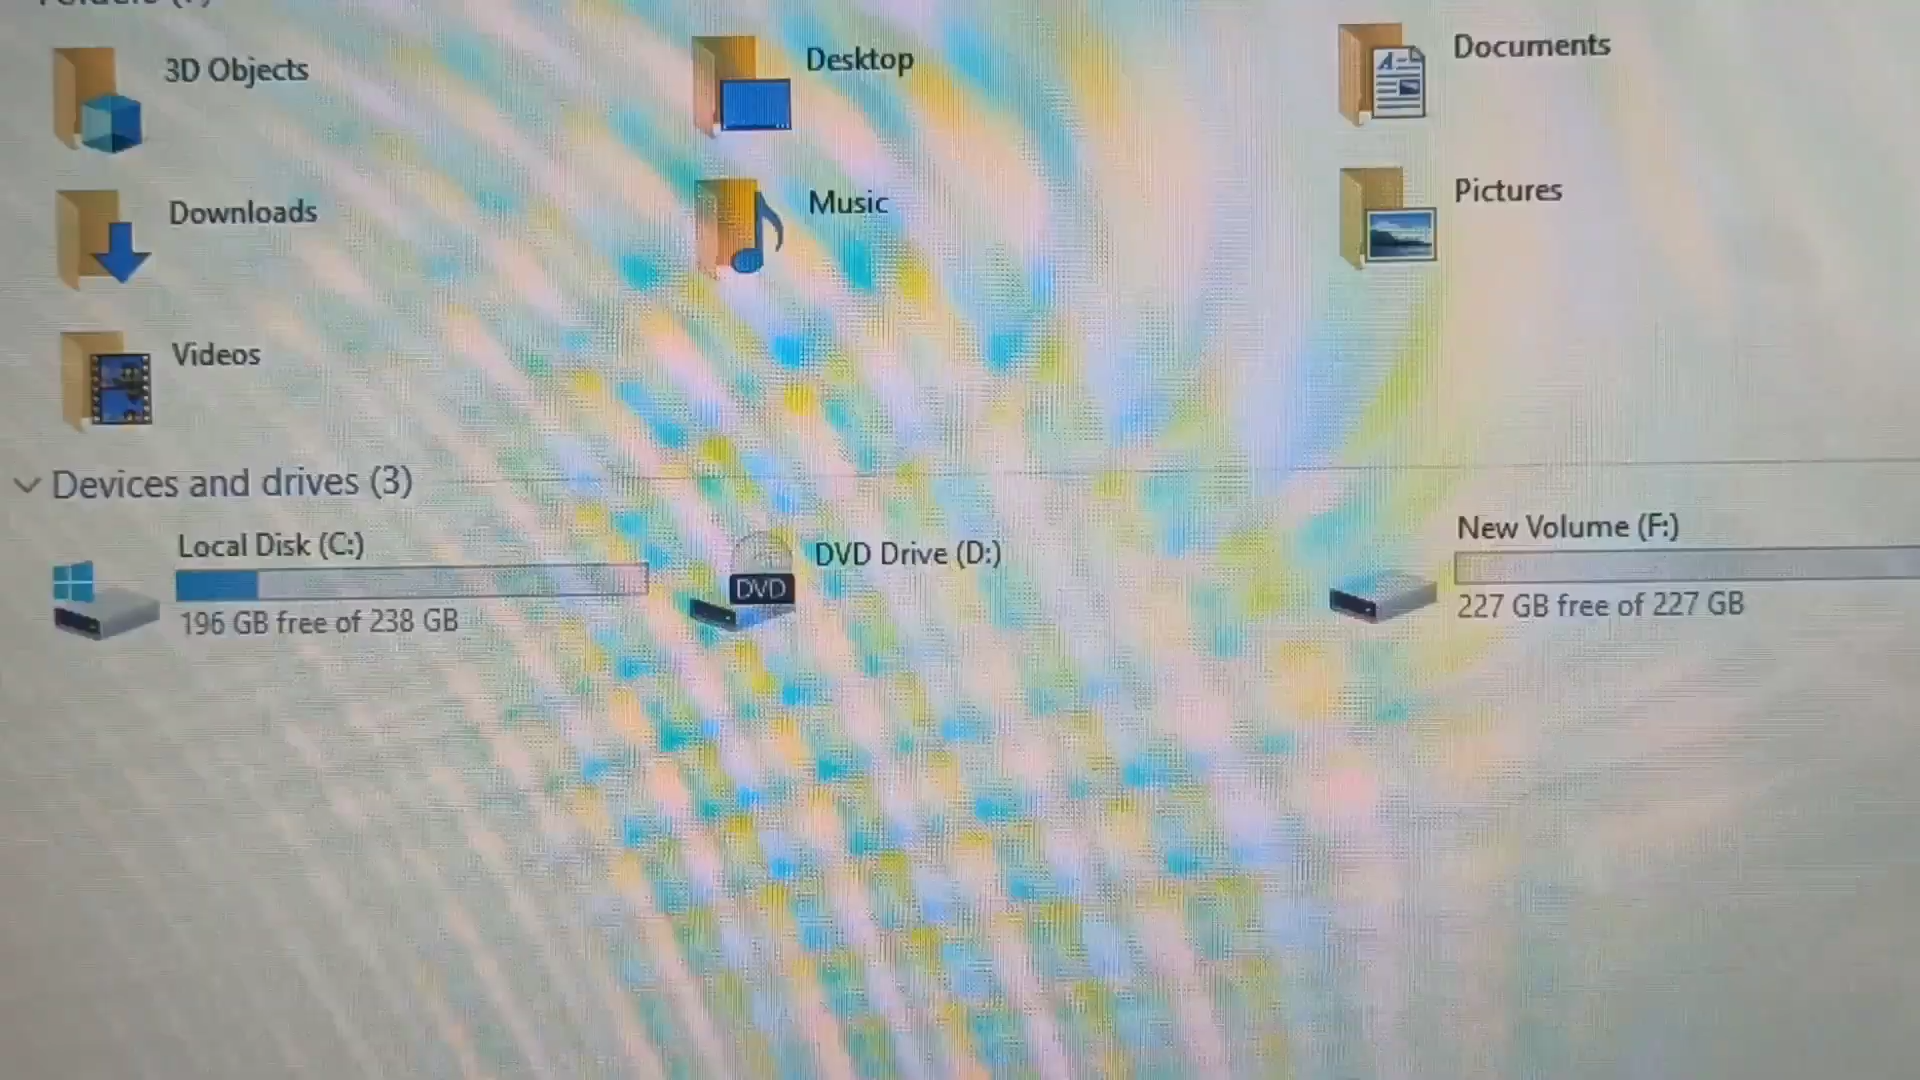 3D Objects
Desktop
Documents
Downloads
Music
Pictures
Videos
Devices and drives (3)
Local Disk (C:)
196 GB free of 238 GB
DVD
DVD Drive (D:)
New Volume (F:)
227 GB free of 227 GB